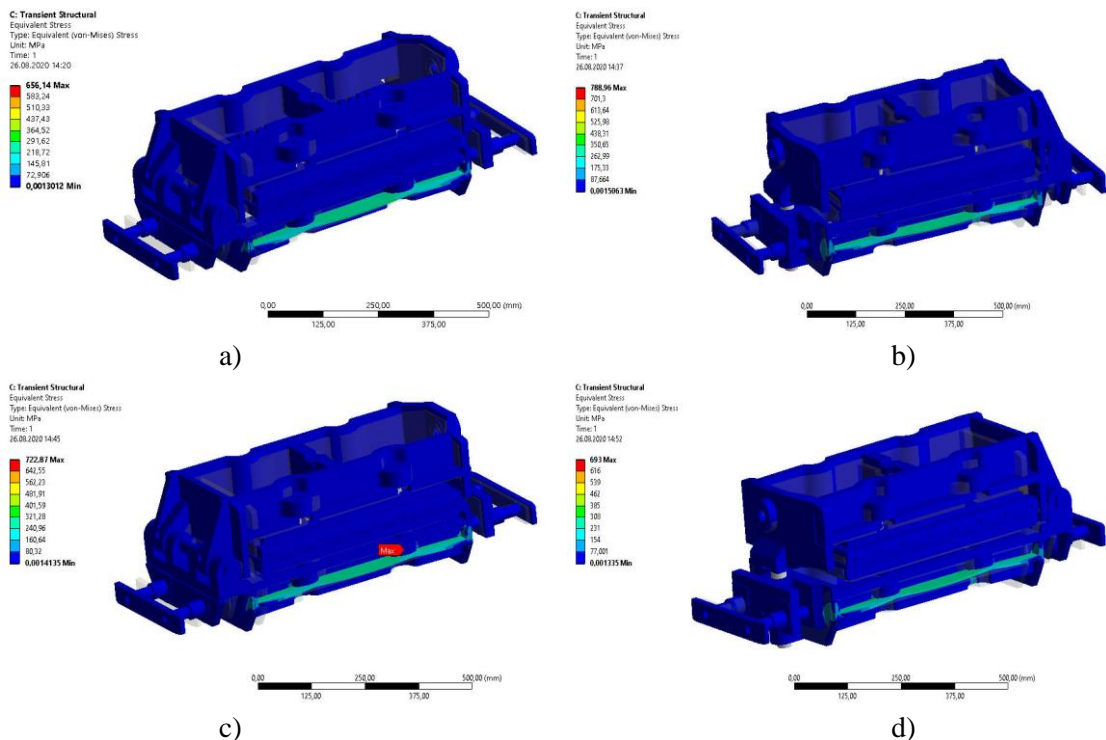 C: Transient Structural
Equivalent Stress
Type: Equivalent (von-Mises) Stress
Unit: MPa
Time: 1
26.08.2020 14:20
656,14 Max
583,24
510,33
437,43
364,52
291,62
218,72
145,81
72,906
0,0013012 Min
0,00 250,00 500,00 (mm)
125,00 375,00
a)
C: Transient Structural
Equivalent Stress
Type: Equivalent (von-Mises) Stress
Unit: MPa
Time: 1
26.08.2020 14:37
788,96 Max
701,3
613,64
525,98
438,31
350,65
262,99
175,33
87,664
0,0015063 Min
0,00 250,00 500,00 (mm)
125,00 375,00
b)
C: Transient Structural
Equivalent Stress
Type: Equivalent (von-Mises) Stress
Unit: MPa
Time: 1
26.08.2020 14:45
722,87 Max
642,55
562,23
481,91
401,59
321,28
240,96
160,64
80,32
0,0014135 Min
Max
0,00 250,00 500,00 (mm)
125,00 375,00
c)
C: Transient Structural
Equivalent Stress
Type: Equivalent (von-Mises) Stress
Unit: MPa
Time: 1
26.08.2020 14:52
693 Max
616
539
462
385
308
231
154
77,001
0,001335 Min
0,00 250,00 500,00 (mm)
125,00 375,00
d)